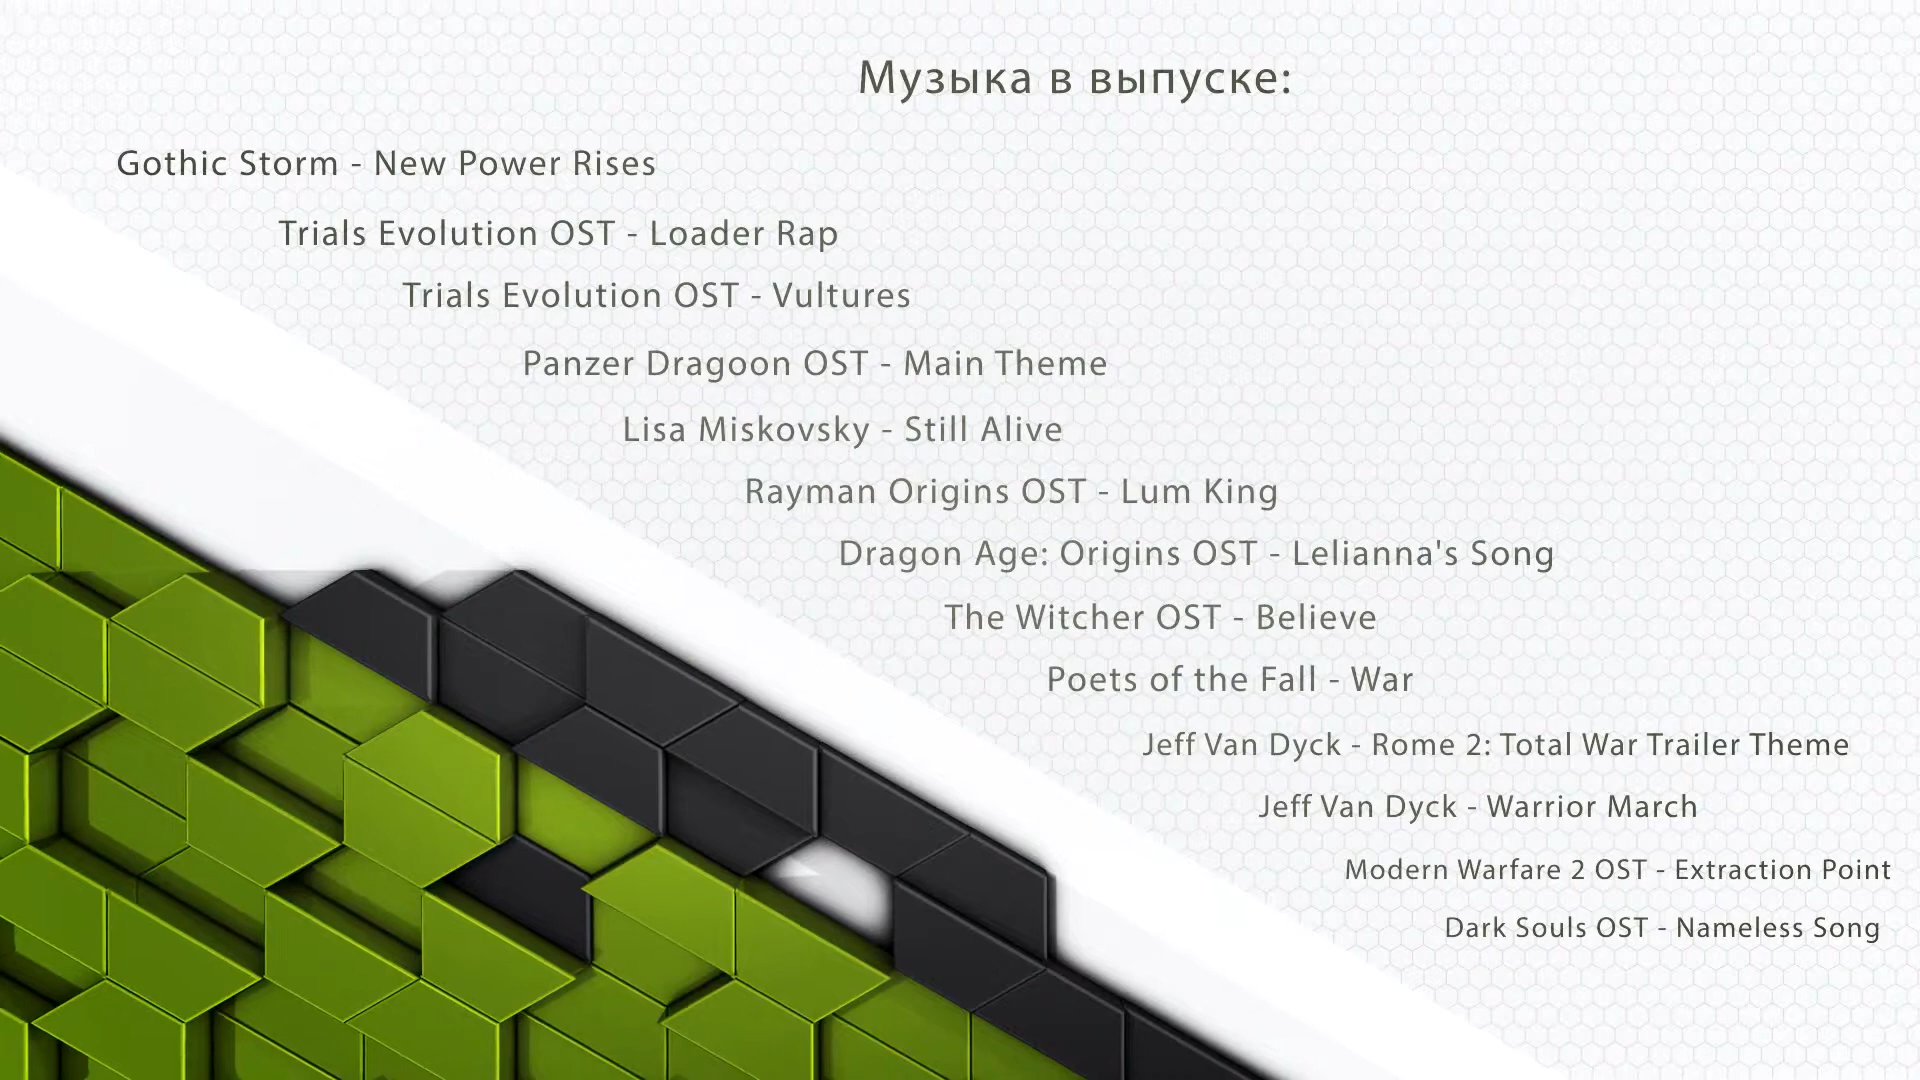 Музыка в выпуске:
Gothic Storm - New Power Rises
Trials Evolution OST - Loader Rap
Trials Evolution OST - Vultures
Panzer Dragoon OST - Main Theme
Lisa Miskovsky - Still Alive
Rayman Origins OST - Lum King
Dragon Age: Origins OST - Lelianna's Song
The Witcher OST - Believe
Poets of the Fall - War
Jeff Van Dyck - Rome 2: Total War Trailer Theme
Jeff Van Dyck - Warrior March
Modern Warfare 2 OST - Extraction Point
Dark Souls OST - Nameless Song